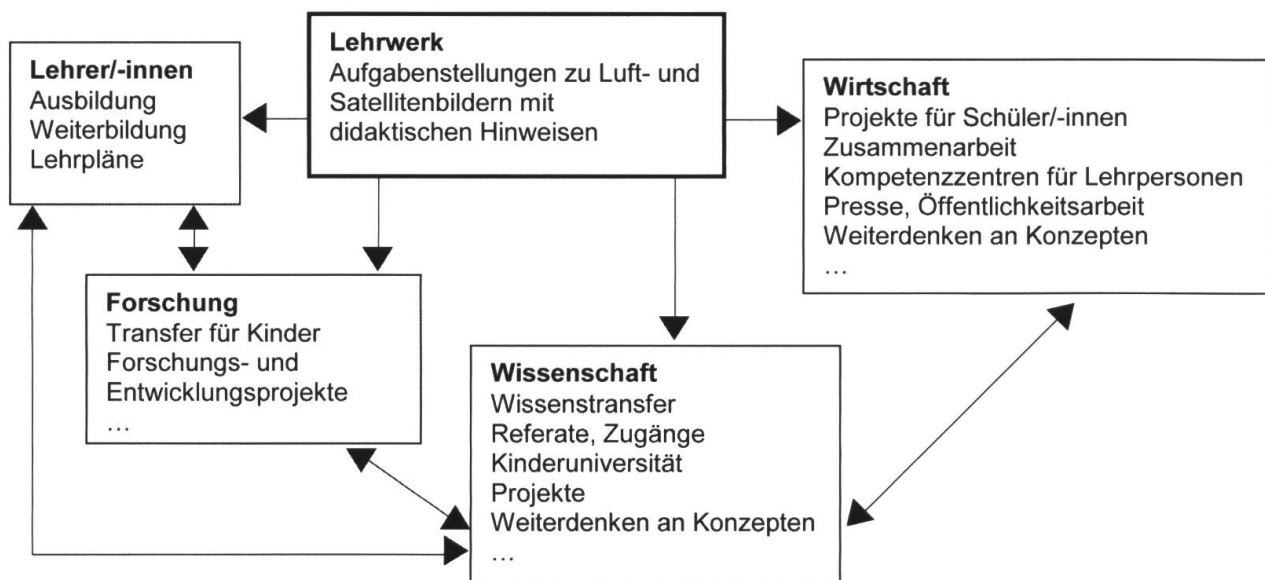 Lehrer/-innen
Ausbildung
Weiterbildung
Lehrpläne
Lehrwerk
Aufgabenstellungen zu Luft- und
Satellitenbildern mit
didaktischen Hinweisen
Wirtschaft
Projekte für Schüler/-innen
Zusammenarbeit
Kompetenzzentren für Lehrpersonen
Presse, Öffentlichkeitsarbeit
Weiterdenken an Konzepten
…
Forschung
Transfer für Kinder
Forschungs- und
Entwicklungsprojekte
…
Wissenschaft
Wissenstransfer
Referate, Zugänge
Kinderuniversität
Projekte
Weiterdenken an Konzepten
…